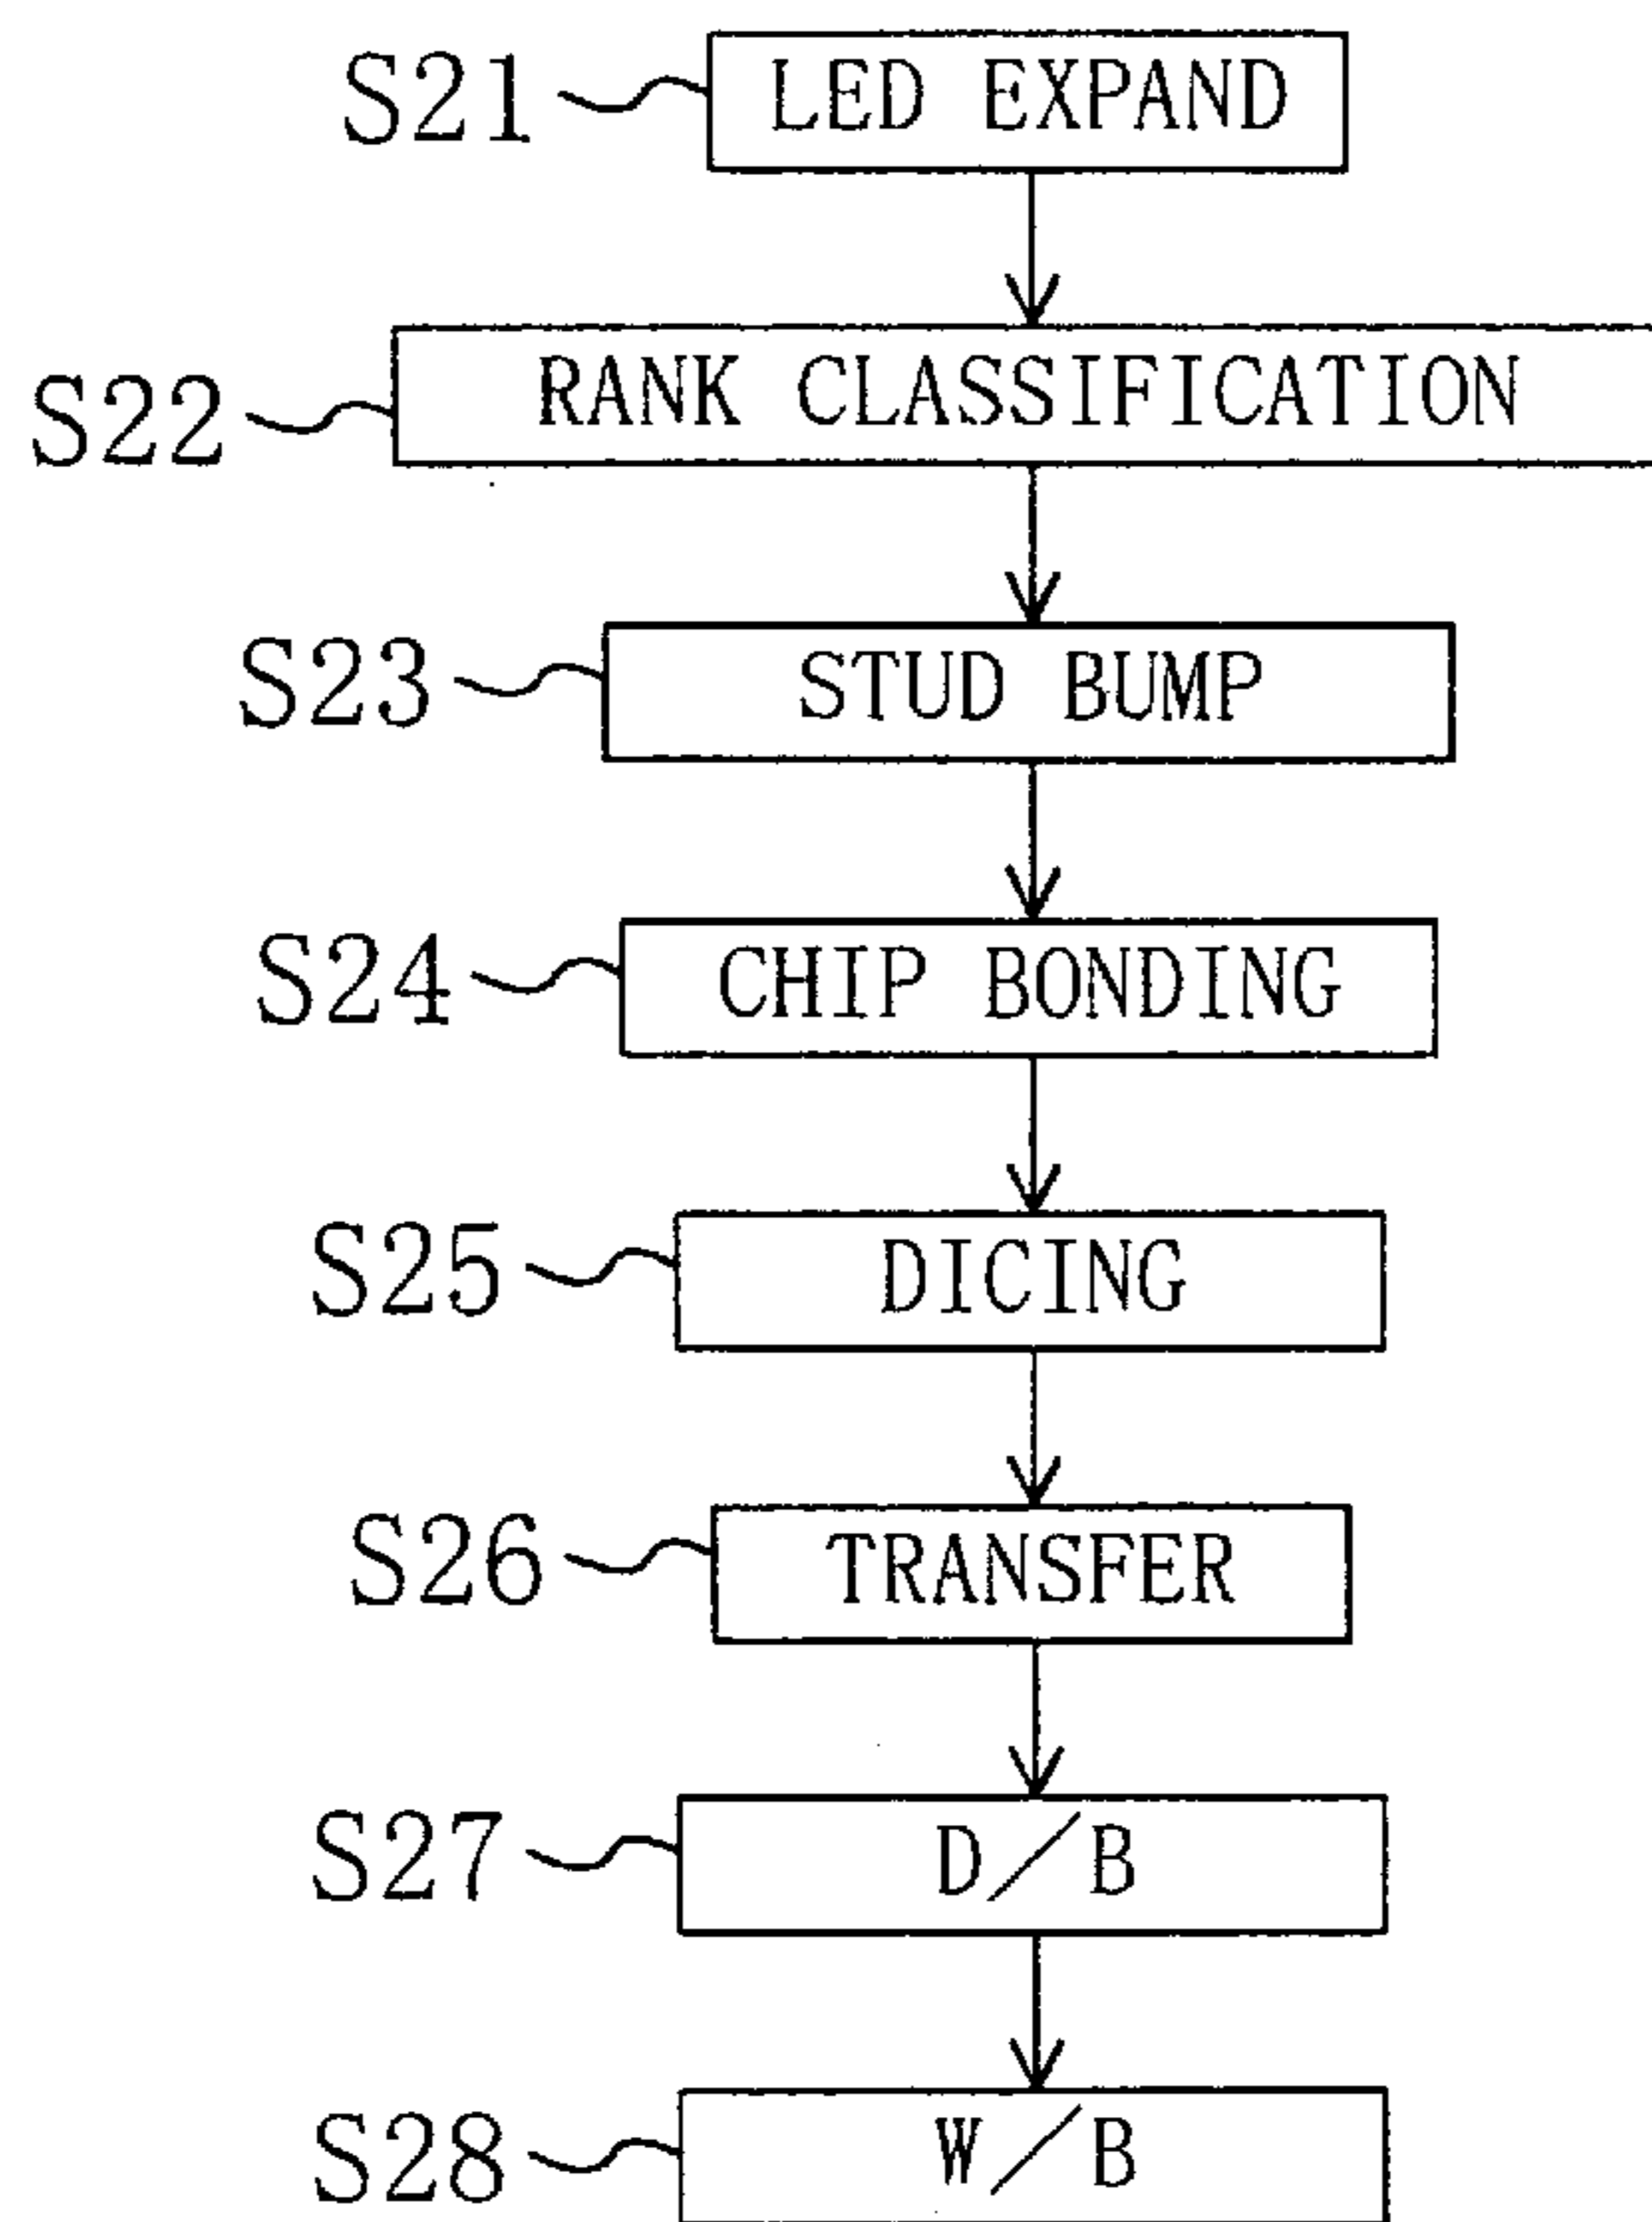 S21 LED EXPAND
S22 RANK CLASSIFICATION
S23 STUD BUMP
S24 CHIP BONDING
S25 DICING
S26 TRANSFER
S27 D/B
S28 W/B